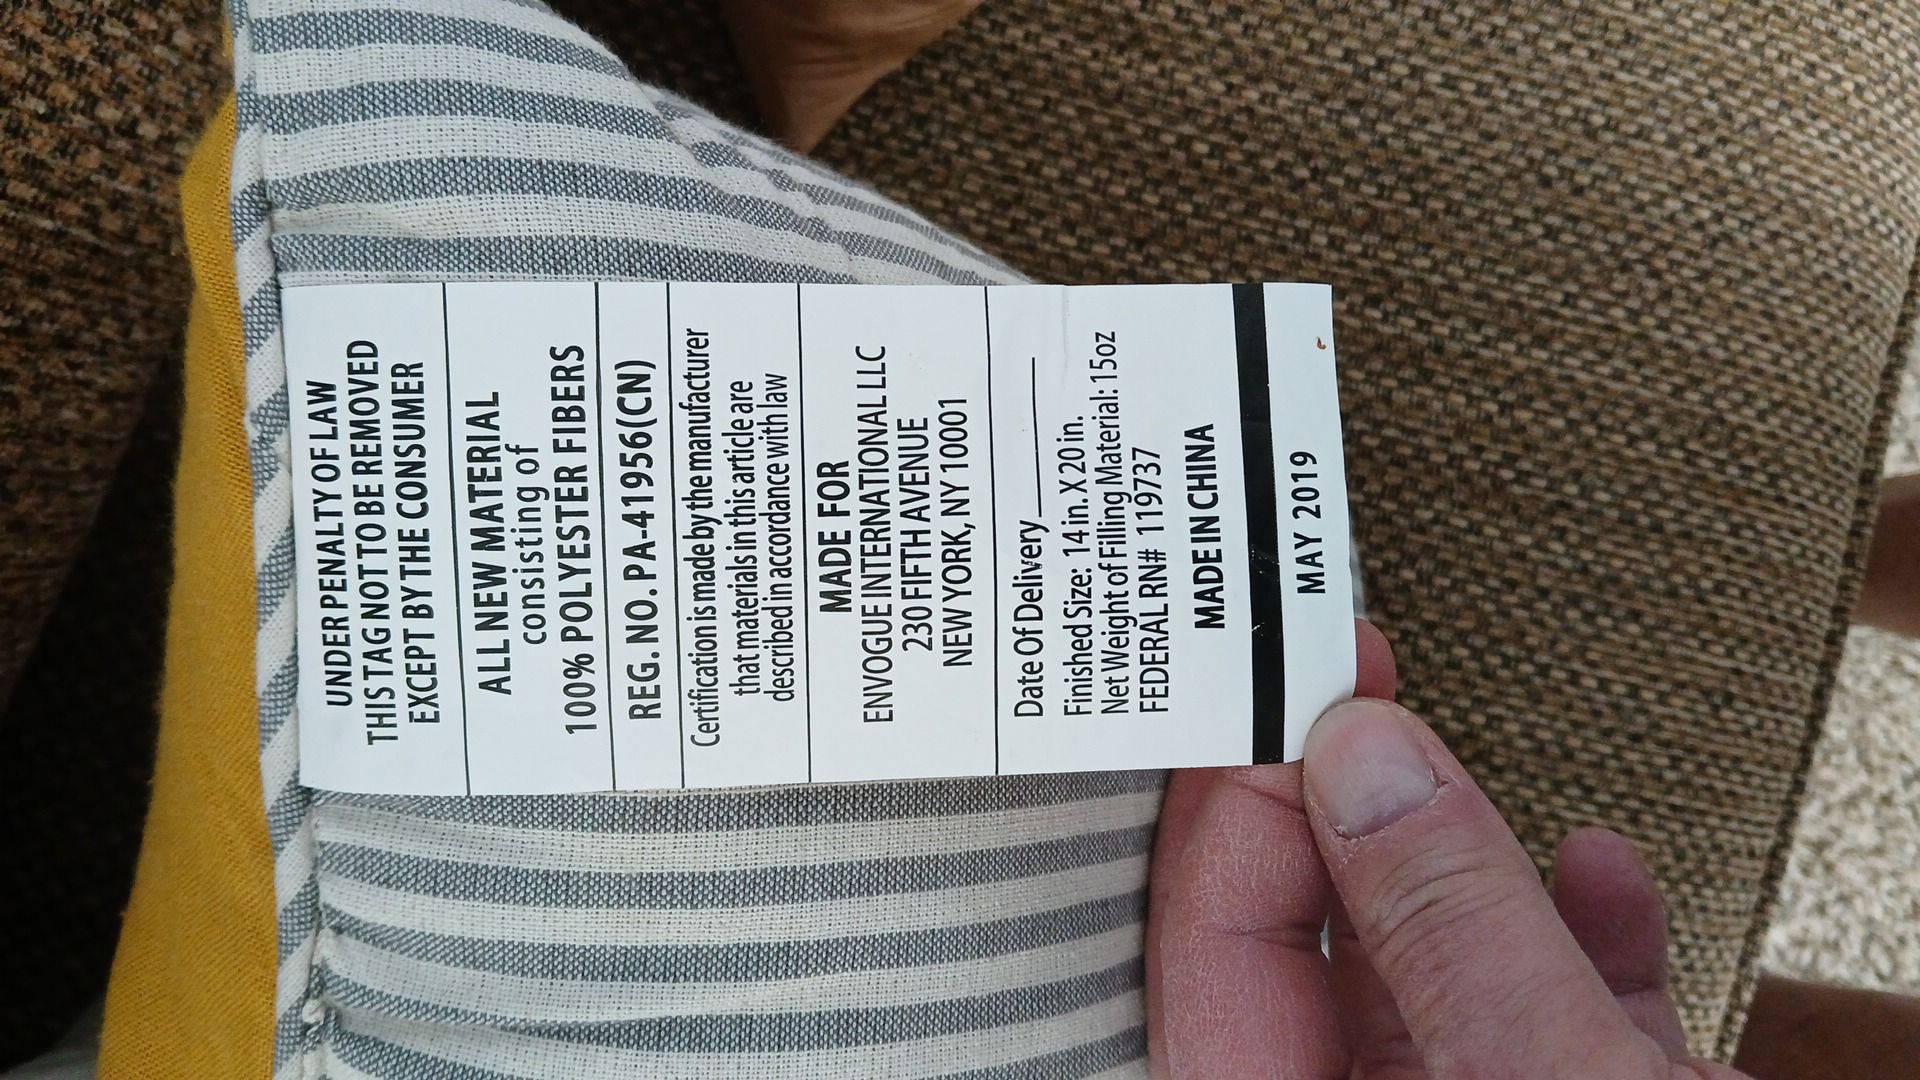 UNDER PENALTY OF LAW
THIS TAG NOT TO BE REMOVED
EXCEPT BY THE CONSUMER
ALL NEW MATERIAL
consisting of
100% POLYESTER FIBERS
REG. NO. PA-41956(CN)
Certification is made by the manufacturer
that materials in this article are
described in accordance with law
MADE FOR
ENVOGUE INTERNATIONAL LLC
230 FIFTH AVENUE
NEW YORK, NY 10001
Date Of Delivery
Finished Size: 14 in. X 20 in.
Net Weight of Filling Material: 15oz
FEDERAL RN# 119737
MADE IN CHINA
MAY 2019